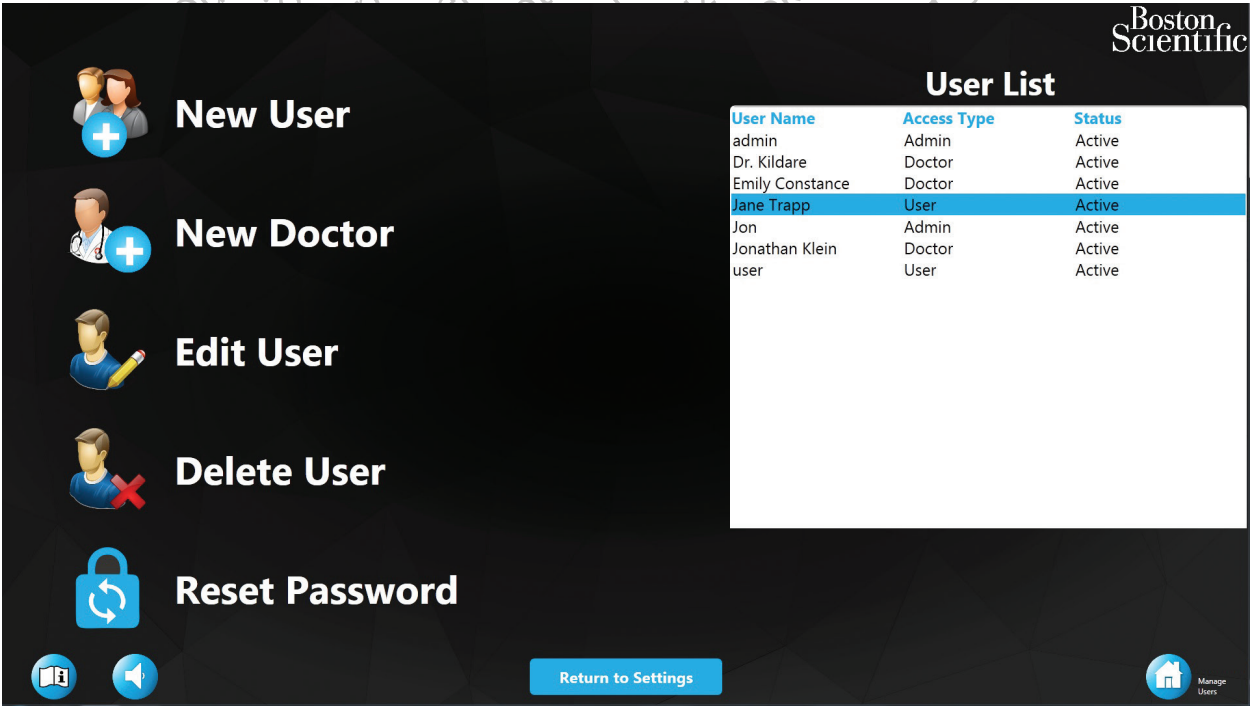 Boston
Scientific
New User
New Doctor
Edit User
Delete User
Reset Password
User List
User Name Access Type Status
admin Admin Active
Dr. Kildare Doctor Active
Emily Constance Doctor Active
Jane Trapp User Active
Jon Admin Active
Jonathan Klein Doctor Active
user User Active
i
Return to Settings
Manage
Users